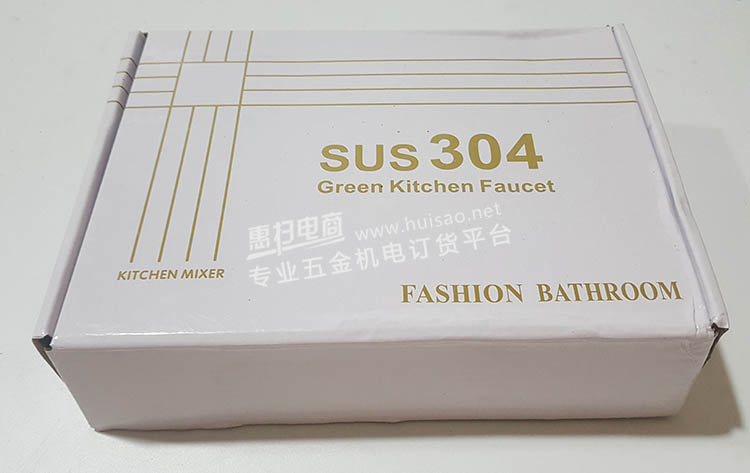 SUS 304
Green Kitchen Faucet
惠扫电商 www.huisao.net
专业五金机电订货平台
KITCHEN MIXER
FASHION BATHROOM